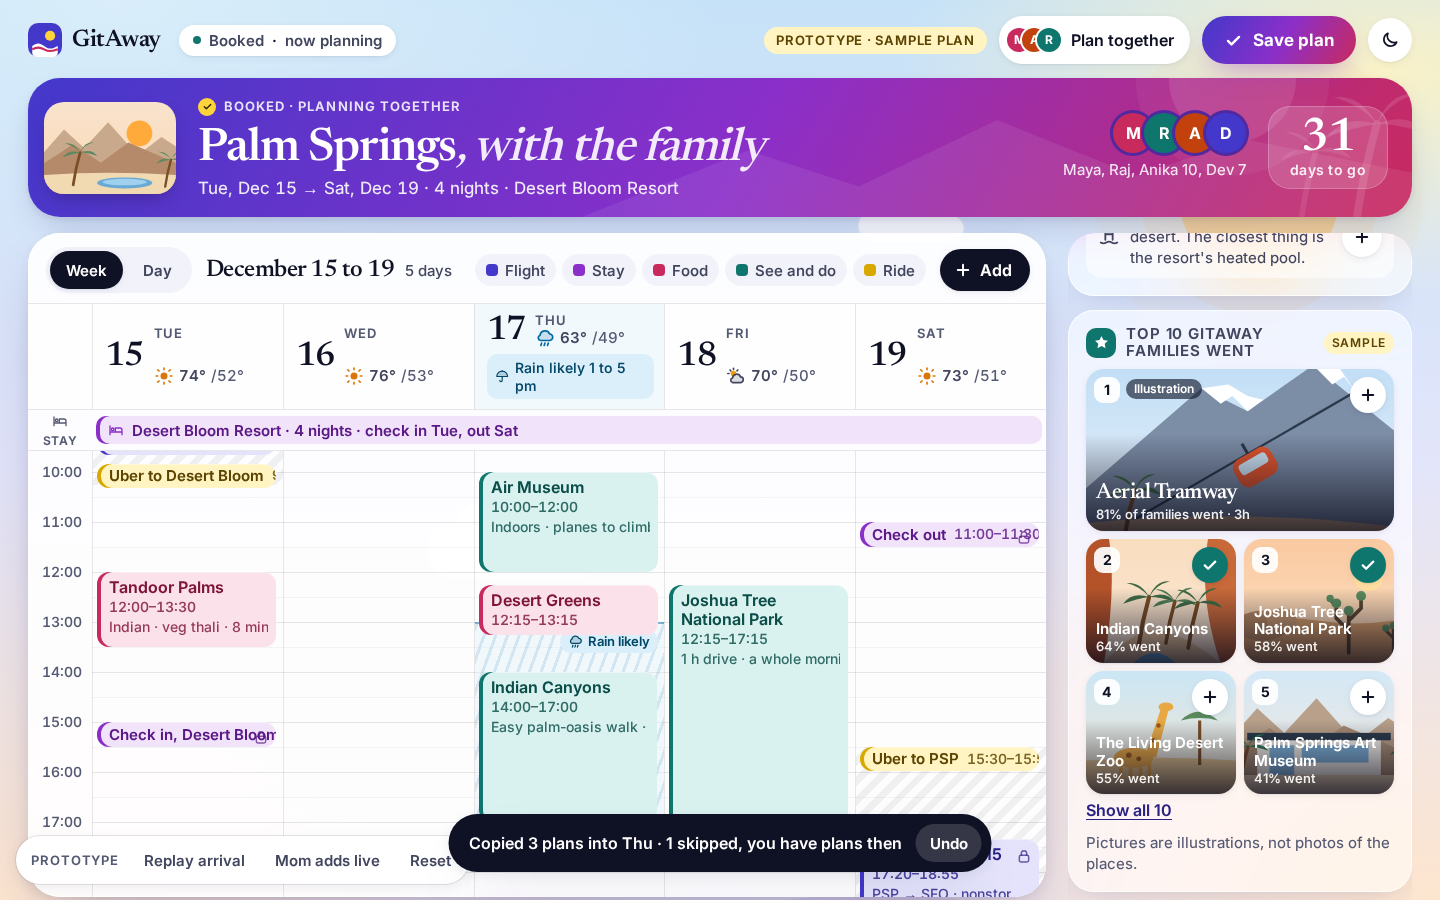 GitAway
Booked · now planning
PROTOTYPE · SAMPLE PLAN
M A R
Plan together
Save plan
BOOKED · PLANNING TOGETHER
Palm Springs, with the family
Tue, Dec 15 → Sat, Dec 19 · 4 nights · Desert Bloom Resort
M R A D
Maya, Raj, Anika 10, Dev 7
31
days to go
Week
Day
December 15 to 19
5 days
Flight
Stay
Food
See and do
Ride
+ Add
15
TUE
74° /52°
16
WED
76° /53°
17
THU
63° /49°
Rain likely 1 to 5
pm
18
FRI
70° /50°
19
SAT
73° /51°
STAY
Desert Bloom Resort · 4 nights · check in Tue, out Sat
10:00
11:00
12:00
13:00
14:00
15:00
16:00
17:00
Uber to Desert Bloom
Tandoor Palms
12:00–13:30
Indian · veg thali · 8 min
Check in, Desert Bloom
Air Museum
10:00–12:00
Indoors · planes to climb
Desert Greens
12:15–13:15
Rain likely
Indian Canyons
14:00–17:00
Easy palm-oasis walk ·
Joshua Tree
National Park
12:15–17:15
1 h drive · a whole morni
Check out 11:00–11:30
Uber to PSP 15:30–15:
15
17:20–18:55
PSP → SFO · nonstop
desert. The closest thing is
the resort's heated pool.
+
TOP 10 GITAWAY
FAMILIES WENT
SAMPLE
1
Illustration
+
Aerial Tramway
81% of families went · 3h
2
Indian Canyons
64% went
3
Joshua Tree
National Park
58% went
4
+
The Living Desert
Zoo
55% went
5
+
Palm Springs Art
Museum
41% went
Show all 10
Pictures are illustrations, not photos of the
places.
PROTOTYPE
Replay arrival
Mom adds live
Reset
Copied 3 plans into Thu · 1 skipped, you have plans then
Undo